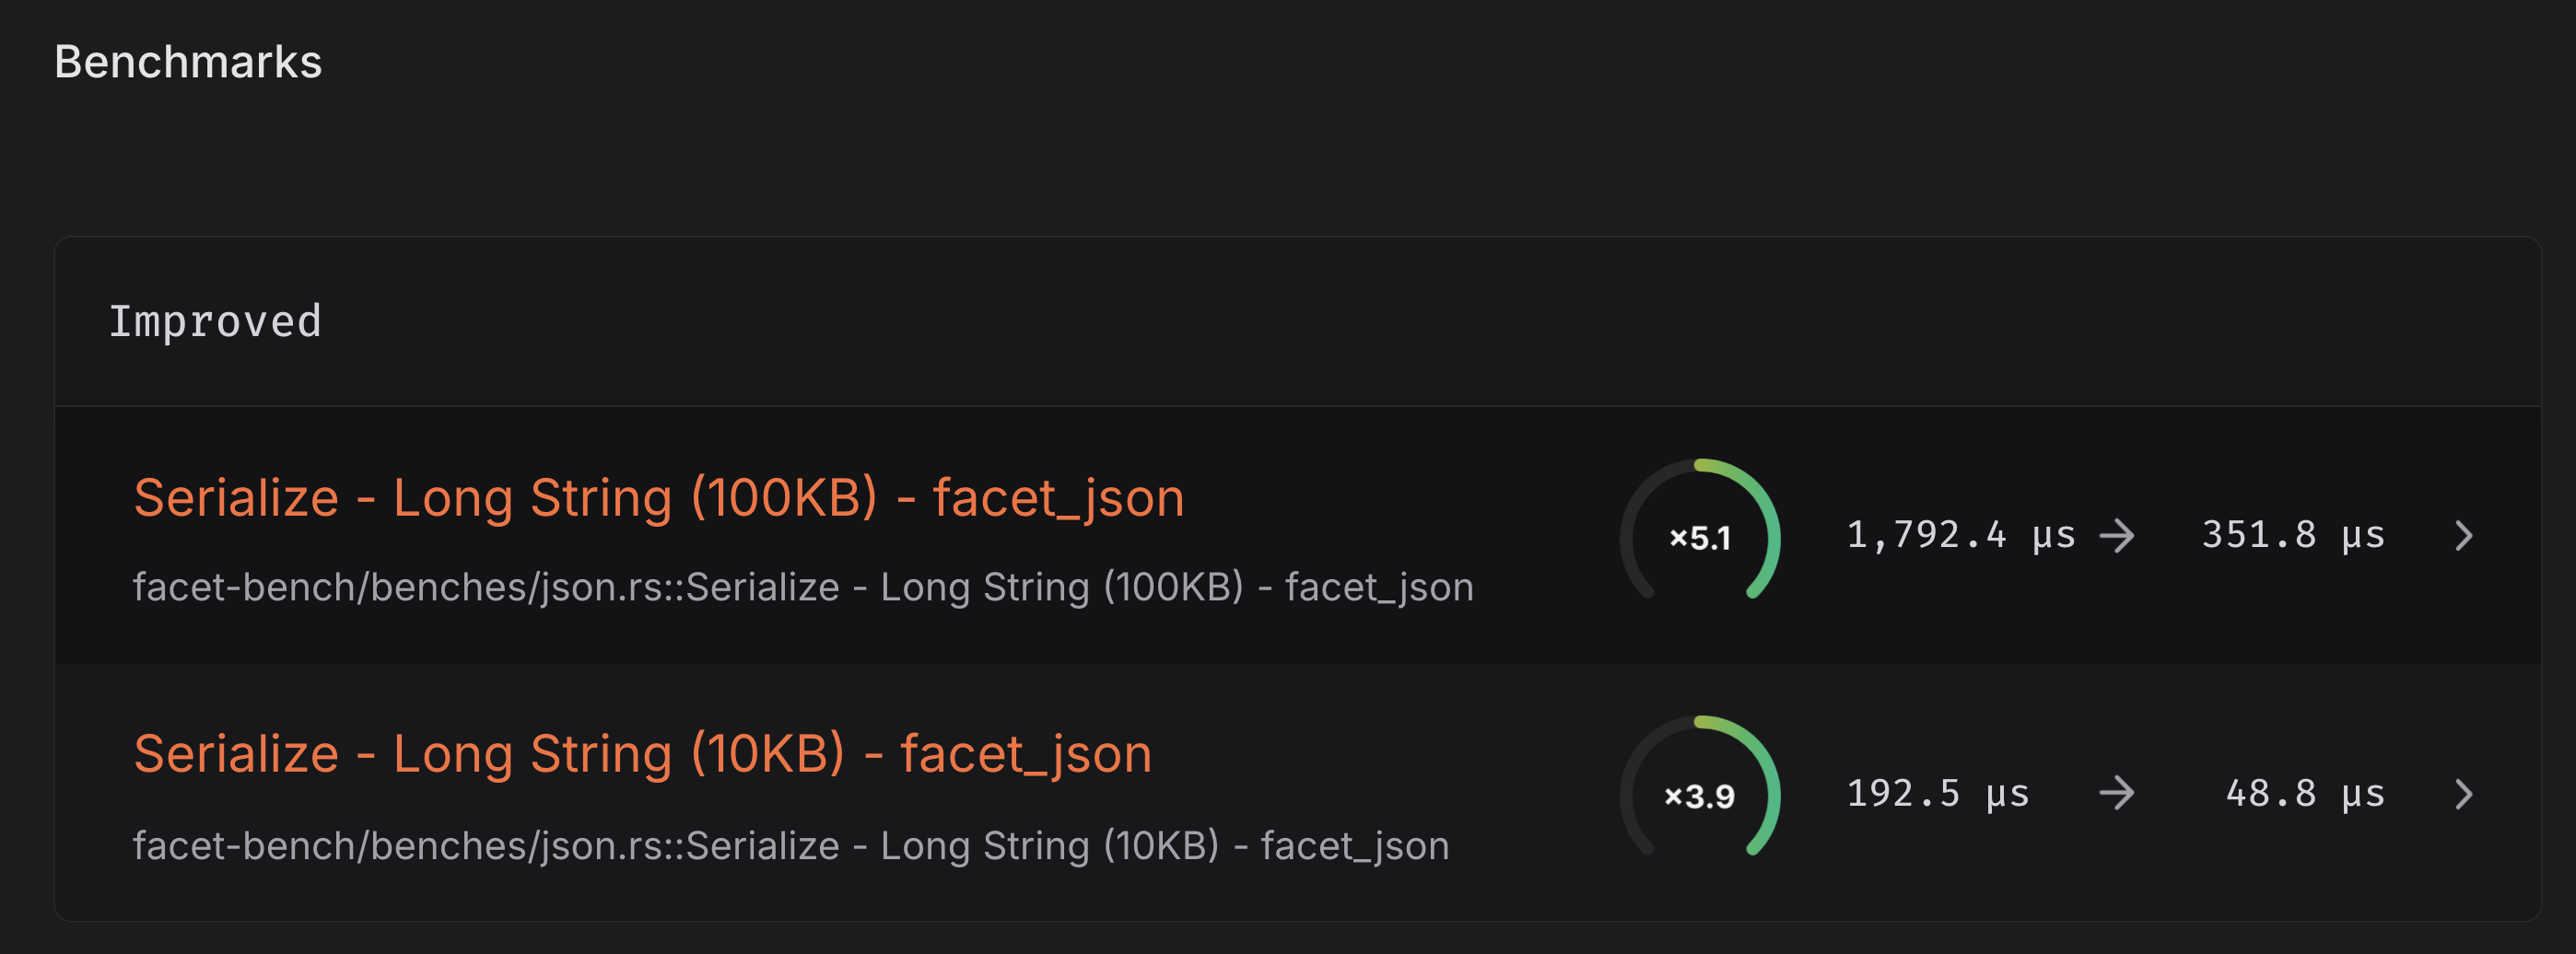 Benchmarks
Improved
Serialize - Long String (100KB) - facet_json
facet-bench/benches/json.rs::Serialize - Long String (100KB) - facet_json
×5.1
1,792.4 µs → 351.8 µs
Serialize - Long String (10KB) - facet_json
facet-bench/benches/json.rs::Serialize - Long String (10KB) - facet_json
×3.9
192.5 µs → 48.8 µs